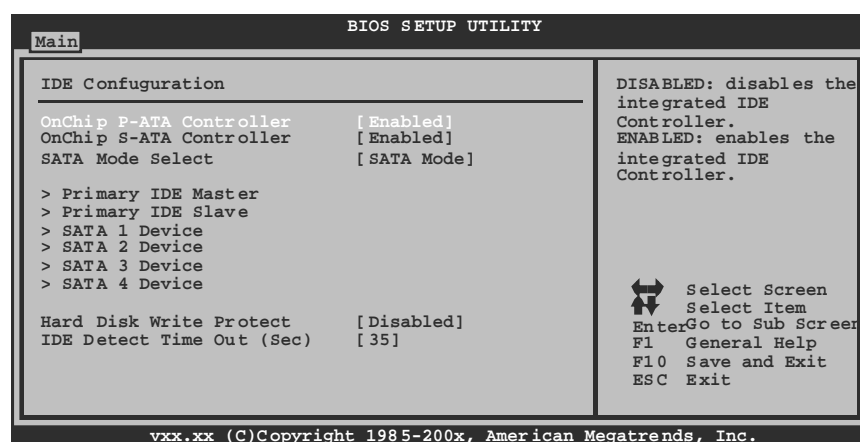 BIOS SETUP UTILITY
Main
IDE Confuguration
OnChip P-ATA Controller [Enabled]
OnChip S-ATA Controller [Enabled]
SATA Mode Select [SATA Mode]
> Primary IDE Master
> Primary IDE Slave
> SATA 1 Device
> SATA 2 Device
> SATA 3 Device
> SATA 4 Device
Hard Disk Write Protect [Disabled]
IDE Detect Time Out (Sec) [35]
DISABLED: disables the
integrated IDE
Controller.
ENABLED: enables the
integrated IDE
Controller.
Select Screen
Select Item
Enter Go to Sub Screen
F1 General Help
F10 Save and Exit
ESC Exit
vxx.xx (C)Copyright 1985-200x, American Megatrends, Inc.